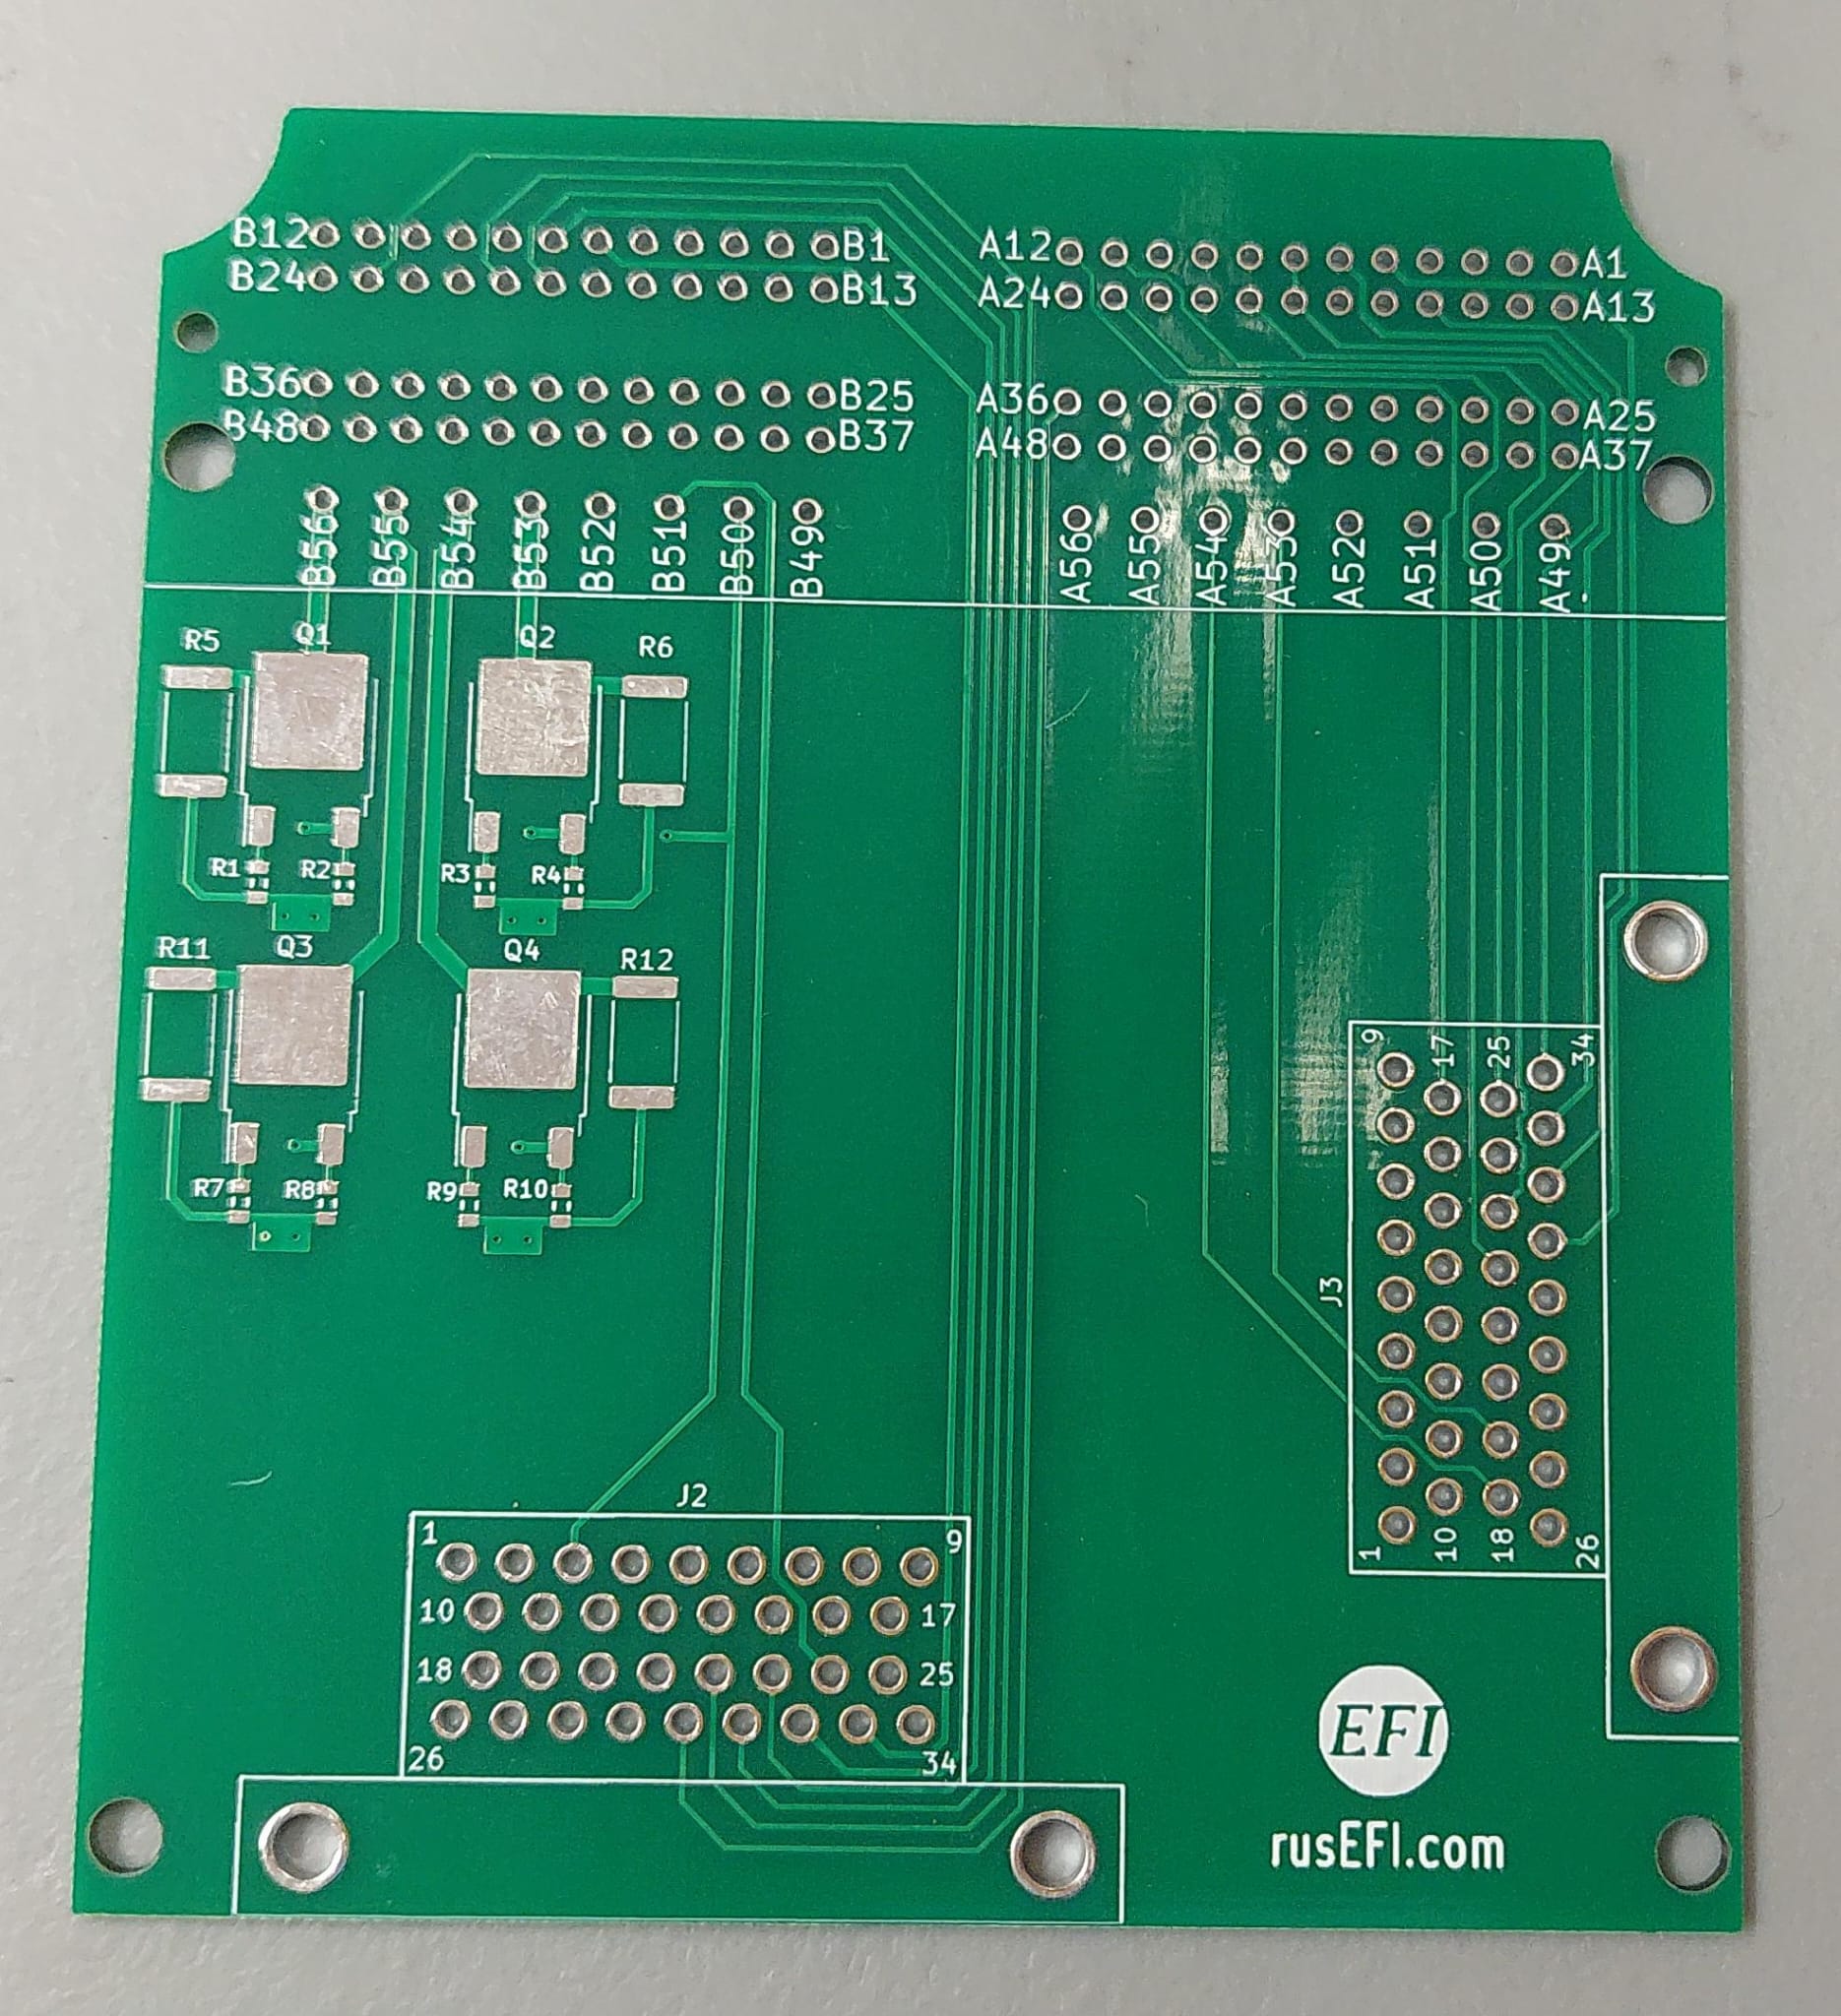 B12 B1 A12 A1
B24 B13 A24 A13
B36 B25 A36 A25
B48 B37 A48 A37
B56 B55 B54 B53 B52 B51 B50 B49 A56 A55 A54 A53 A52 A51 A50 A49
R5 Q1 Q2 R6
R1 R2 R3 R4
R11 Q3 Q4 R12
R7 R8 R9 R10
9 17 25 34
J3
1 10 18 26
J2
1 9
10 17
18 25
26 34
EFI
rusEFI.com